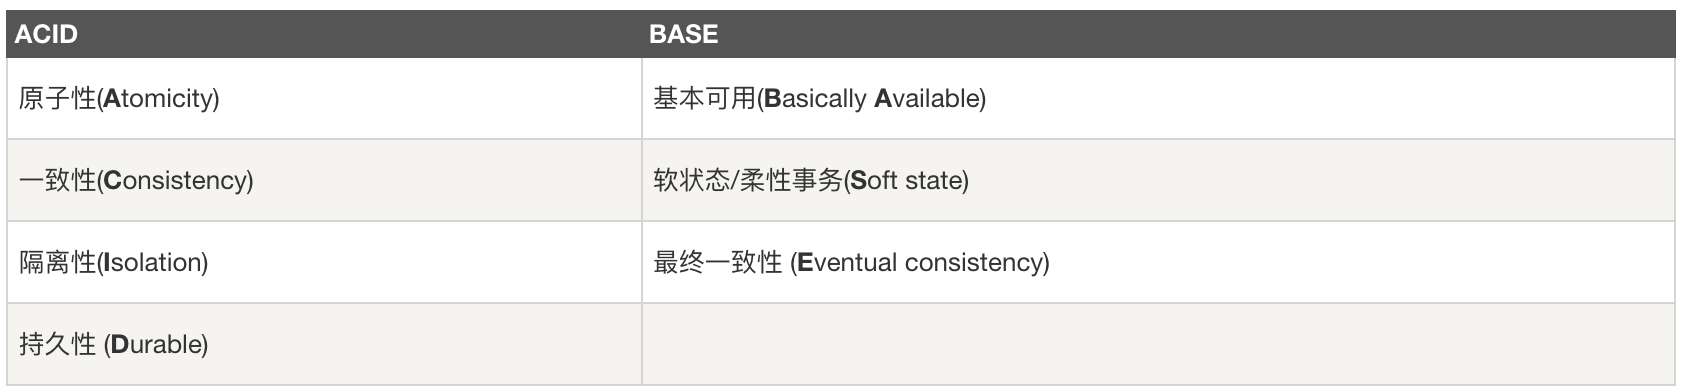 ACID BASE
原子性(Atomicity) 基本可用(Basically Available)
一致性(Consistency) 软状态/柔性事务(Soft state)
隔离性(Isolation) 最终一致性 (Eventual consistency)
持久性 (Durable)